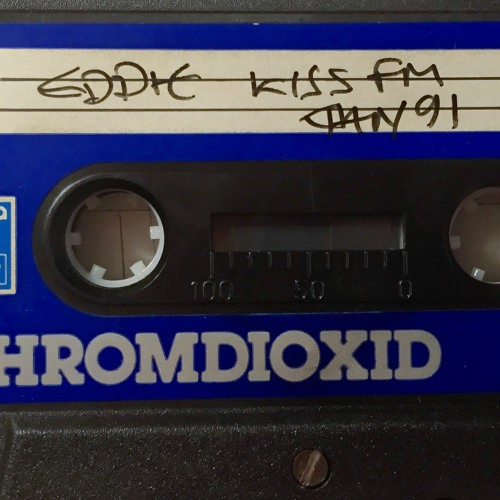 EDDIE KISS FM
JAN 91
100 50 0
HROMDIOXID